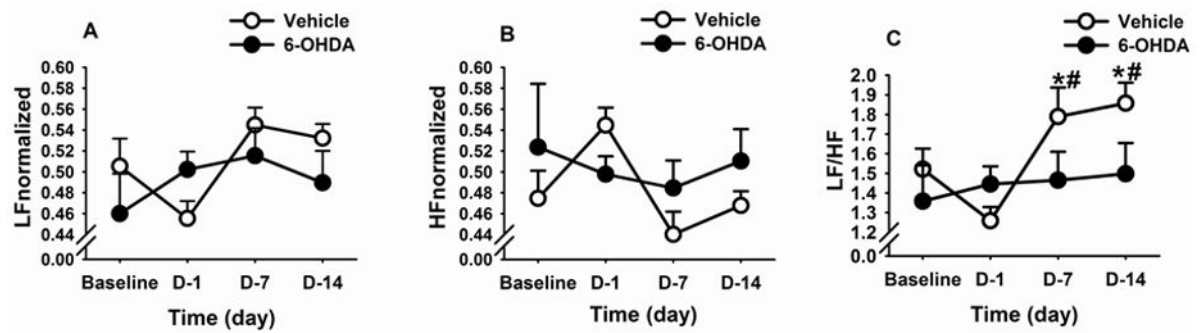 A
Vehicle
6-OHDA
LFnormalized
0.60
0.58
0.56
0.54
0.52
0.50
0.48
0.46
0.44
0.00
Baseline D-1 D-7 D-14
Time (day)
B
Vehicle
6-OHDA
HFnormalized
0.60
0.58
0.56
0.54
0.52
0.50
0.48
0.46
0.44
0.00
Baseline D-1 D-7 D-14
Time (day)
C
Vehicle
6-OHDA
LF/HF
2.0
1.9
1.8
1.7
1.6
1.5
1.4
1.3
1.2
0.0
*# *#
Baseline D-1 D-7 D-14
Time (day)